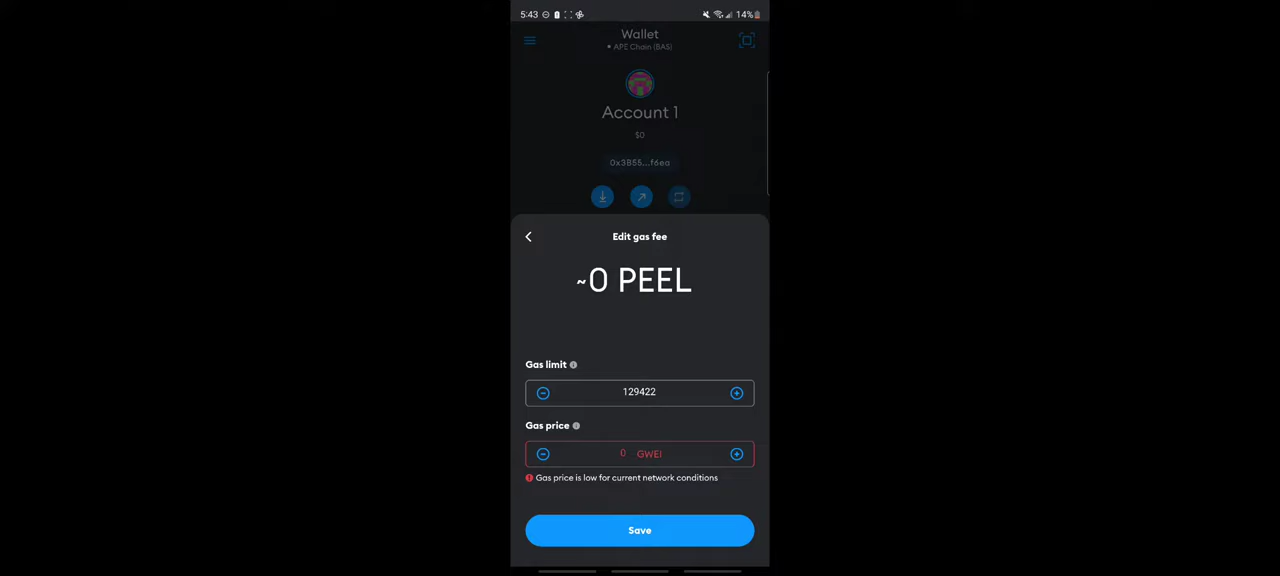 5:43 14%
Wallet
APE Chain (BAS)
Account 1
$0
0x3B55...f6ea
Edit gas fee
~0 PEEL
Gas limit
129422
Gas price
0 GWEI
Gas price is low for current network conditions
Save